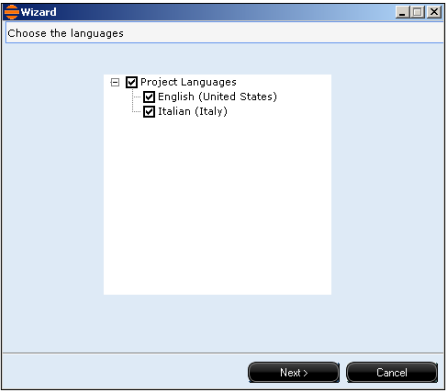 Wizard
Choose the languages
Project Languages
English (United States)
Italian (Italy)
Next >
Cancel